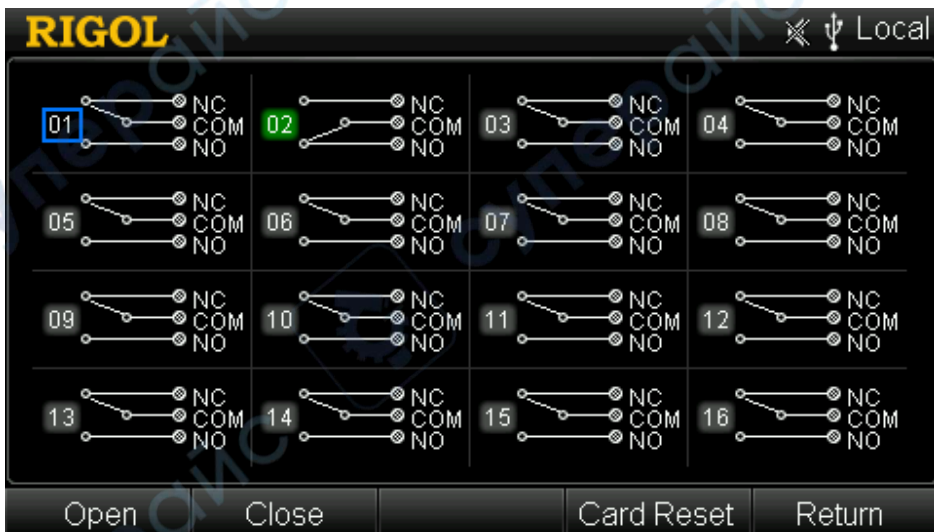 RIGOL Local
01 NC COM NO 02 NC COM NO 03 NC COM NO 04 NC COM NO
05 NC COM NO 06 NC COM NO 07 NC COM NO 08 NC COM NO
09 NC COM NO 10 NC COM NO 11 NC COM NO 12 NC COM NO
13 NC COM NO 14 NC COM NO 15 NC COM NO 16 NC COM NO
Open Close Card Reset Return
суперайс